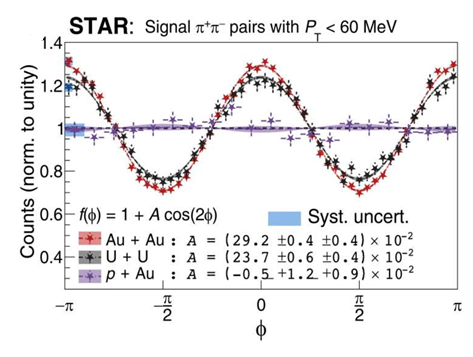 STAR: Signal π⁺π⁻ pairs with P_T < 60 MeV
Counts (norm. to unity)
1.4
1.2
1
0.8
0.6
0.4
f(ϕ) = 1 + A cos(2ϕ)
Syst. uncert.
Au + Au : A = (29.2 ±0.4 ±0.4) × 10⁻²
U + U : A = (23.7 ±0.6 ±0.4) × 10⁻²
p + Au : A = (-0.5 ±1.2 ±0.9) × 10⁻²
-π
-π/2
0
π/2
π
ϕ